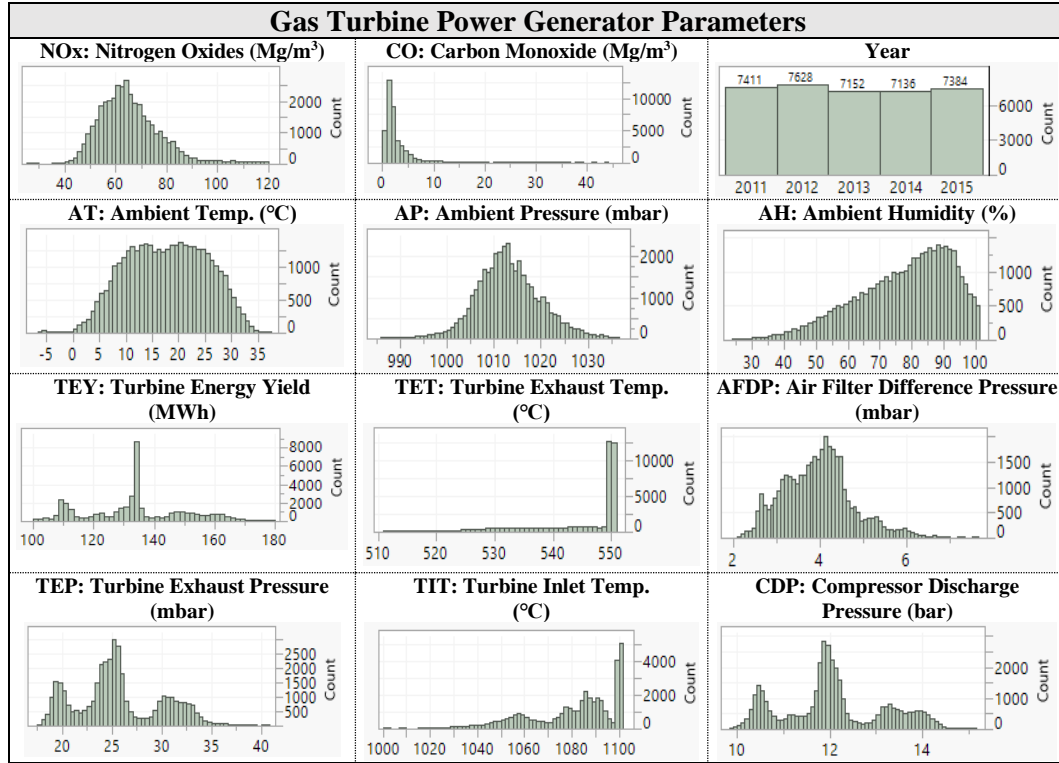 Gas Turbine Power Generator Parameters
NOx: Nitrogen Oxides (Mg/m³)
2000
1000
0
Count
40 60 80 100 120
CO: Carbon Monoxide (Mg/m³)
10000
5000
0
Count
0 10 20 30 40
Year
7411 7628 7152 7136 7384
6000
3000
0
Count
2011 2012 2013 2014 2015
AT: Ambient Temp. (°C)
1000
500
0
Count
-5 0 5 10 15 20 25 30 35
AP: Ambient Pressure (mbar)
2000
1000
0
Count
990 1000 1010 1020 1030
AH: Ambient Humidity (%)
1000
500
0
Count
30 40 50 60 70 80 90 100
TEY: Turbine Energy Yield
(MWh)
8000
6000
4000
2000
0
Count
100 120 140 160 180
TET: Turbine Exhaust Temp.
(°C)
10000
5000
0
Count
510 520 530 540 550
AFDP: Air Filter Difference Pressure
(mbar)
1500
1000
500
0
Count
2 4 6
TEP: Turbine Exhaust Pressure
(mbar)
2500
2000
1500
1000
500
Count
20 25 30 35 40
TIT: Turbine Inlet Temp.
(°C)
4000
2000
0
Count
1000 1020 1040 1060 1080 1100
CDP: Compressor Discharge
Pressure (bar)
2000
1000
0
Count
10 12 14